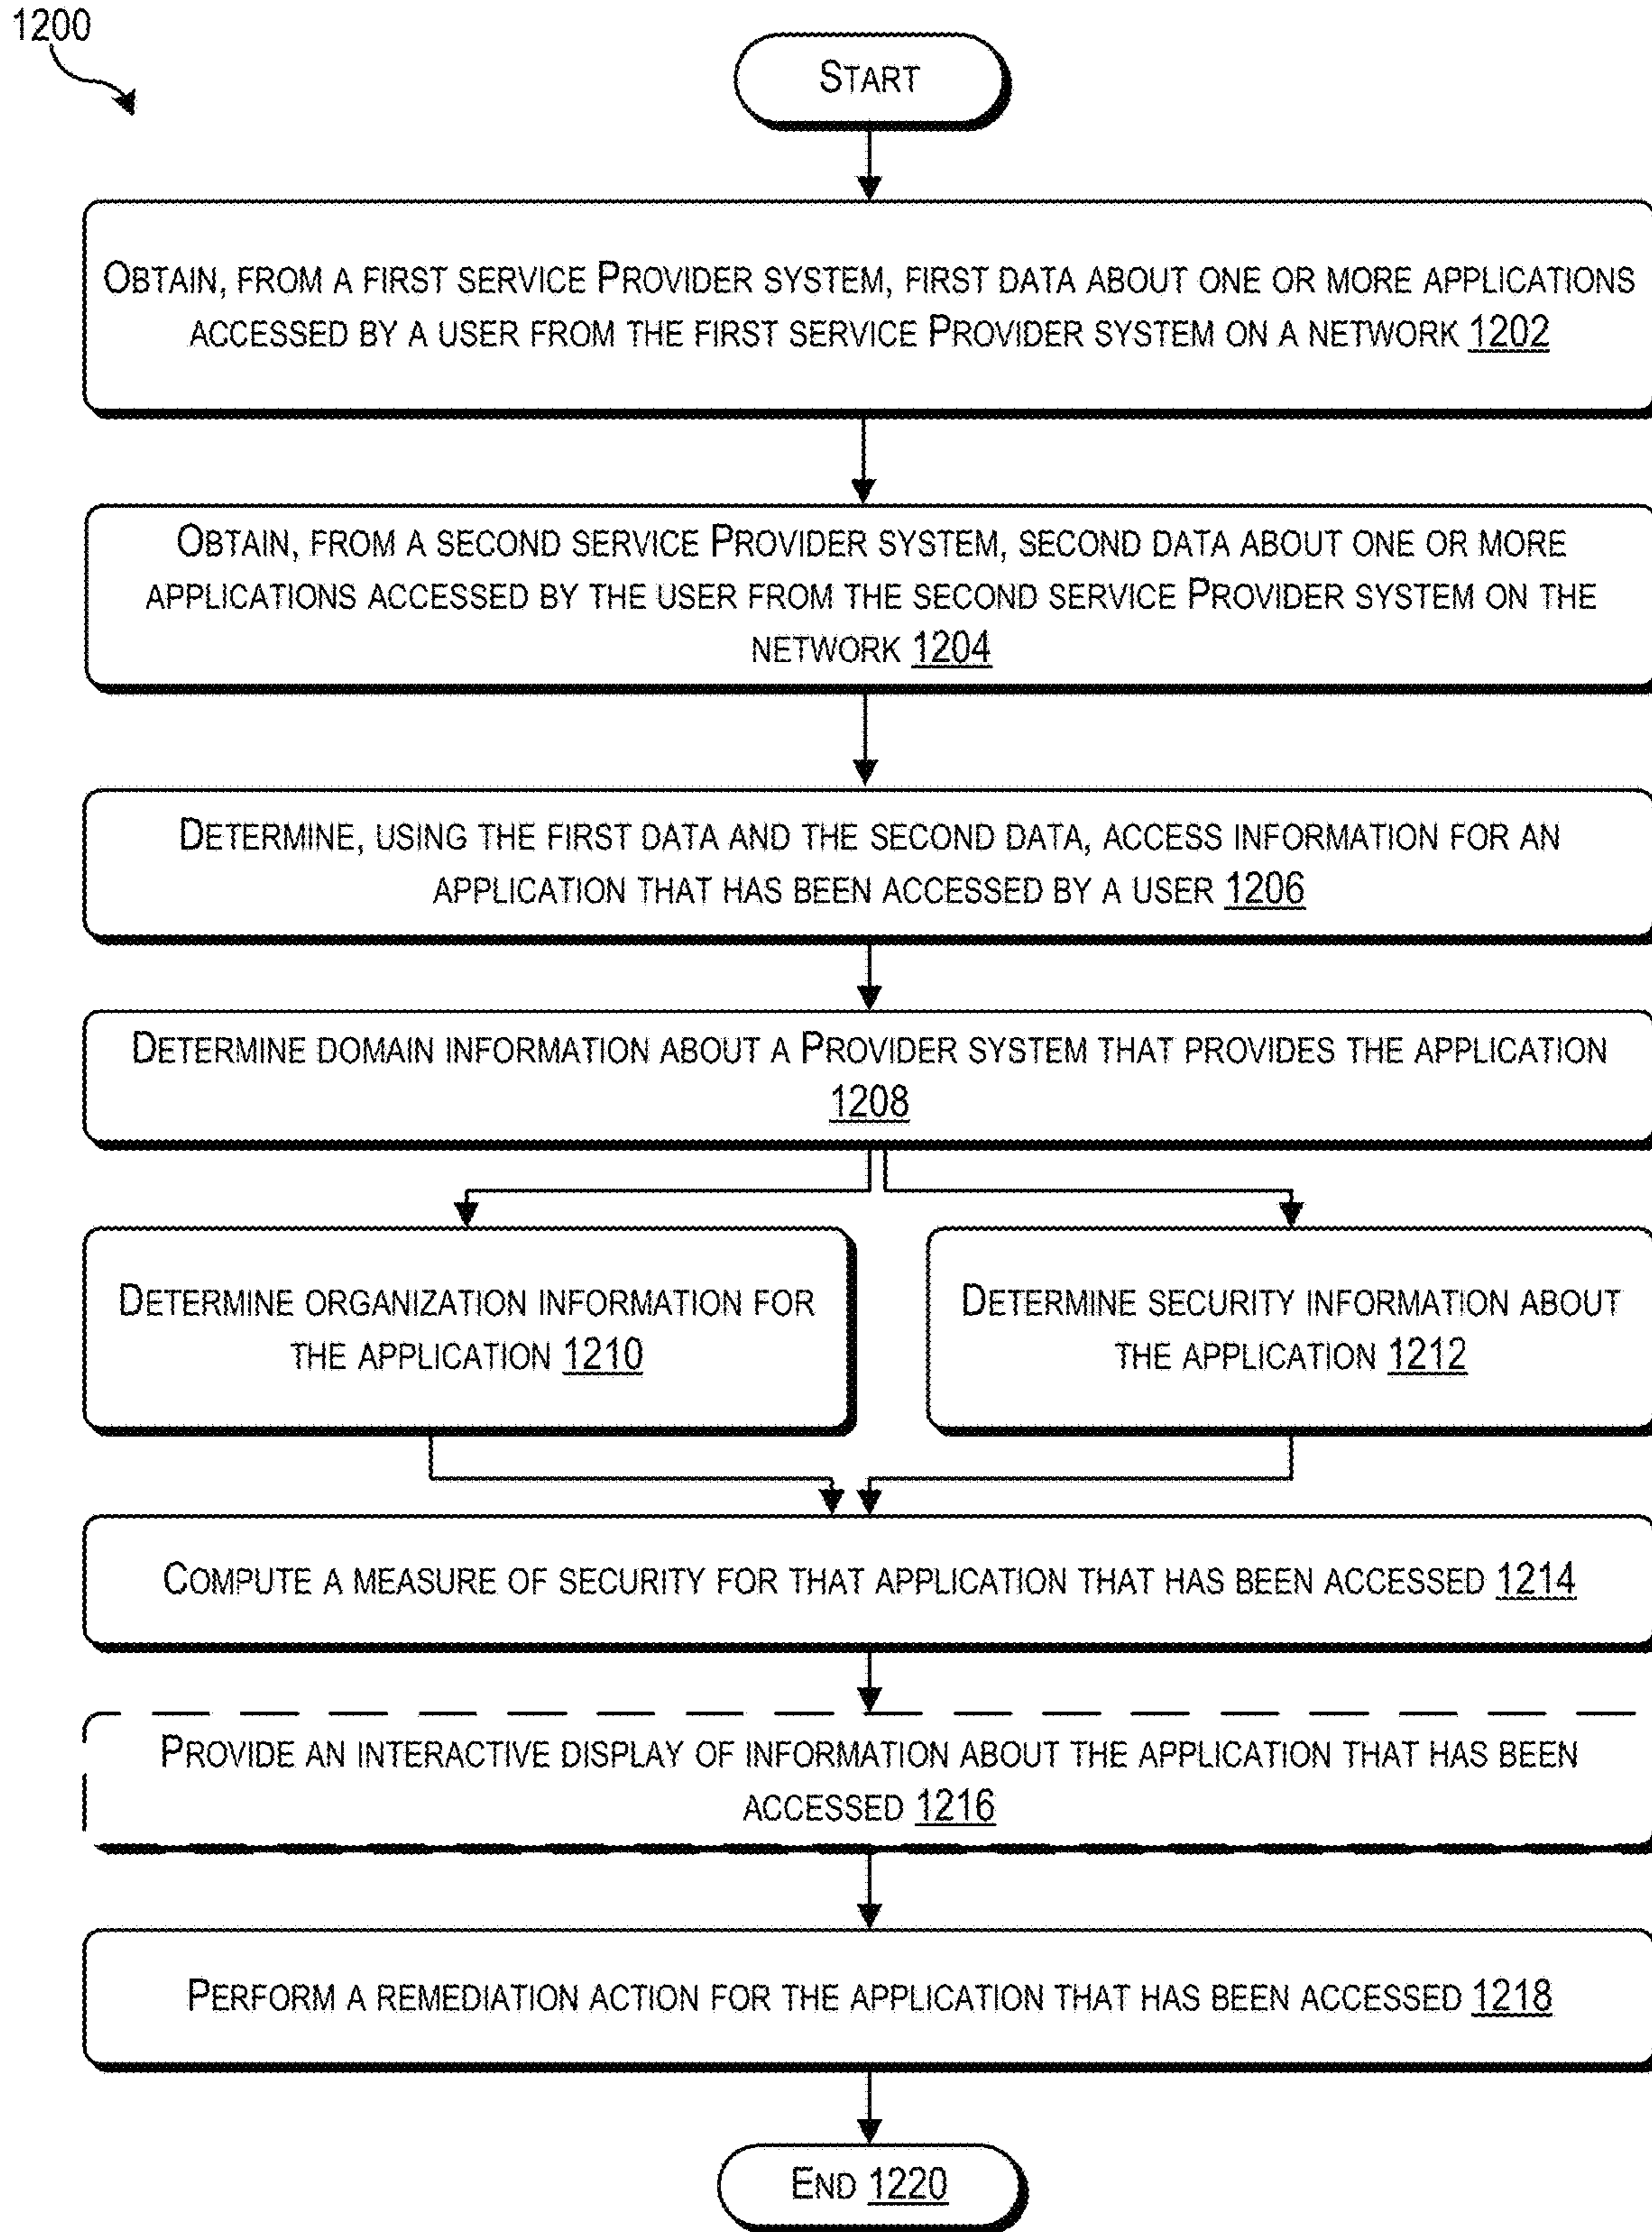 1200
START
OBTAIN, FROM A FIRST SERVICE PROVIDER SYSTEM, FIRST DATA ABOUT ONE OR MORE APPLICATIONS
ACCESSED BY A USER FROM THE FIRST SERVICE PROVIDER SYSTEM ON A NETWORK 1202
OBTAIN, FROM A SECOND SERVICE PROVIDER SYSTEM, SECOND DATA ABOUT ONE OR MORE
APPLICATIONS ACCESSED BY THE USER FROM THE SECOND SERVICE PROVIDER SYSTEM ON THE
NETWORK 1204
DETERMINE, USING THE FIRST DATA AND THE SECOND DATA, ACCESS INFORMATION FOR AN
APPLICATION THAT HAS BEEN ACCESSED BY A USER 1206
DETERMINE DOMAIN INFORMATION ABOUT A PROVIDER SYSTEM THAT PROVIDES THE APPLICATION
1208
DETERMINE ORGANIZATION INFORMATION FOR
THE APPLICATION 1210
DETERMINE SECURITY INFORMATION ABOUT
THE APPLICATION 1212
COMPUTE A MEASURE OF SECURITY FOR THAT APPLICATION THAT HAS BEEN ACCESSED 1214
PROVIDE AN INTERACTIVE DISPLAY OF INFORMATION ABOUT THE APPLICATION THAT HAS BEEN
ACCESSED 1216
PERFORM A REMEDIATION ACTION FOR THE APPLICATION THAT HAS BEEN ACCESSED 1218
END 1220